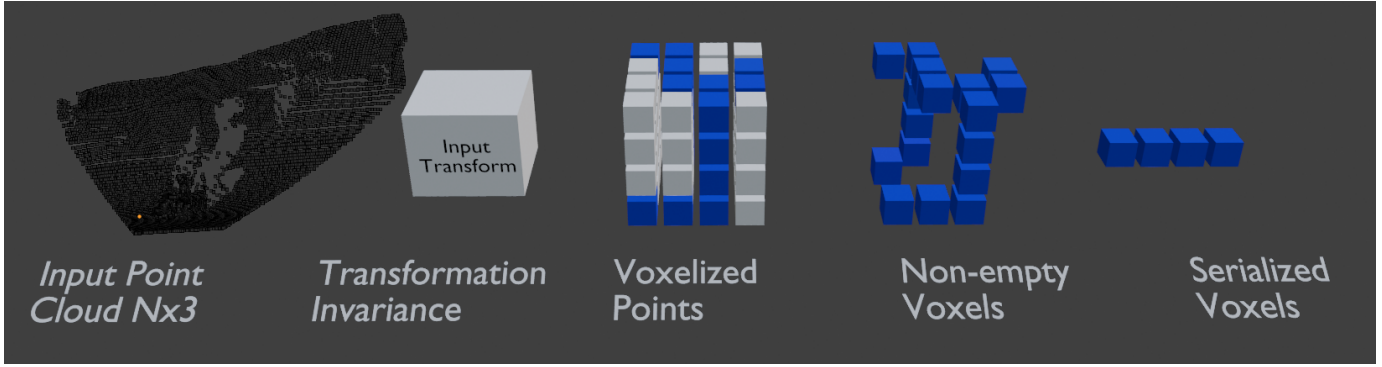 Input
Transform
Input Point
Cloud Nx3
Transformation
Invariance
Voxelized
Points
Non-empty
Voxels
Serialized
Voxels